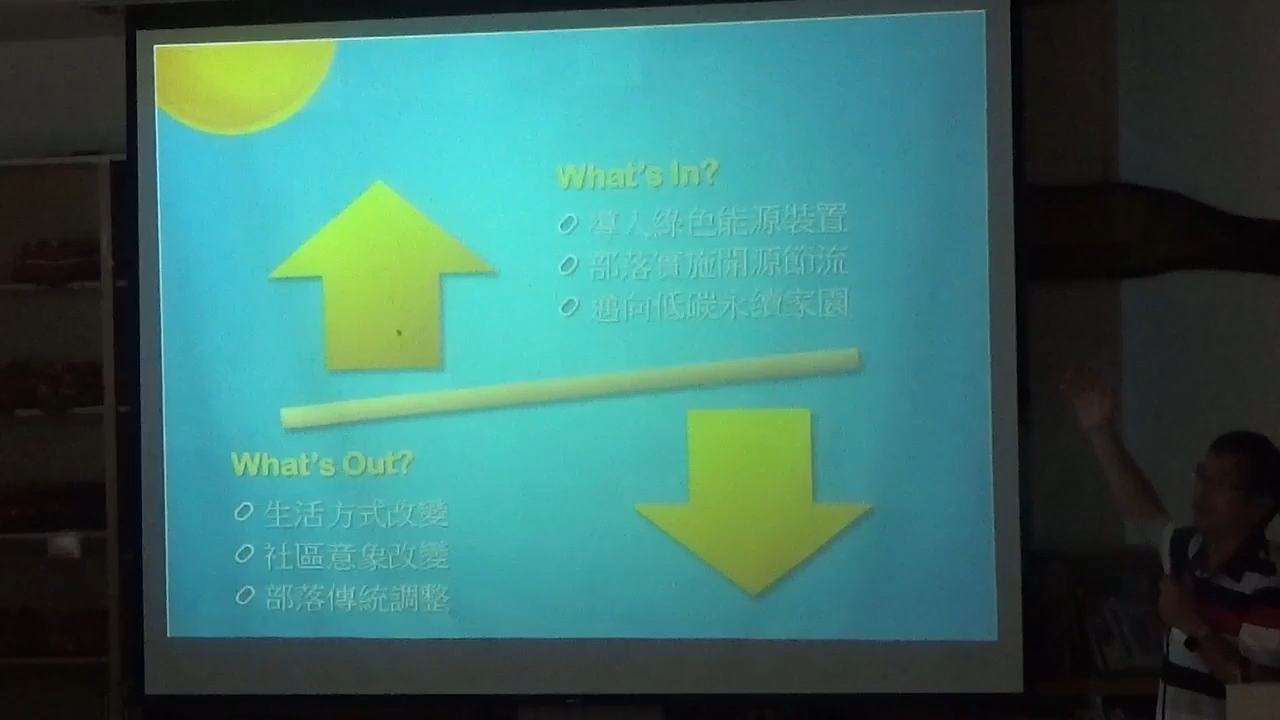 What's In?
導入綠色能源裝置
部落實施開源節流
邁向低碳永續家園
What's Out?
生活方式改變
社區意象改變
部落傳統調整